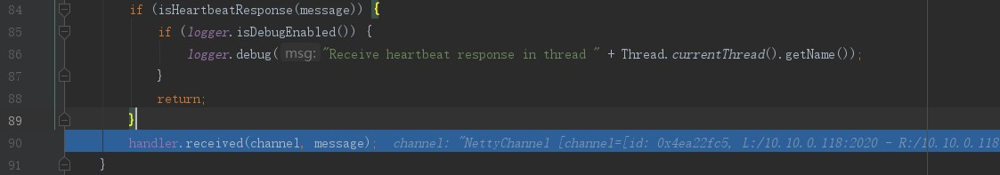 84 if (isHeartbeatResponse(message)) {
85 if (logger.isDebugEnabled()) {
86 logger.debug( msg: "Receive heartbeat response in thread " + Thread.currentThread().getName());
87 }
88 return;
89 }
90 handler.received(channel, message); channel: "NettyChannel [channel=[id: 0x4ea22fc5, L:/10.10.0.118:2020 - R:/10.10.0.118
91 }